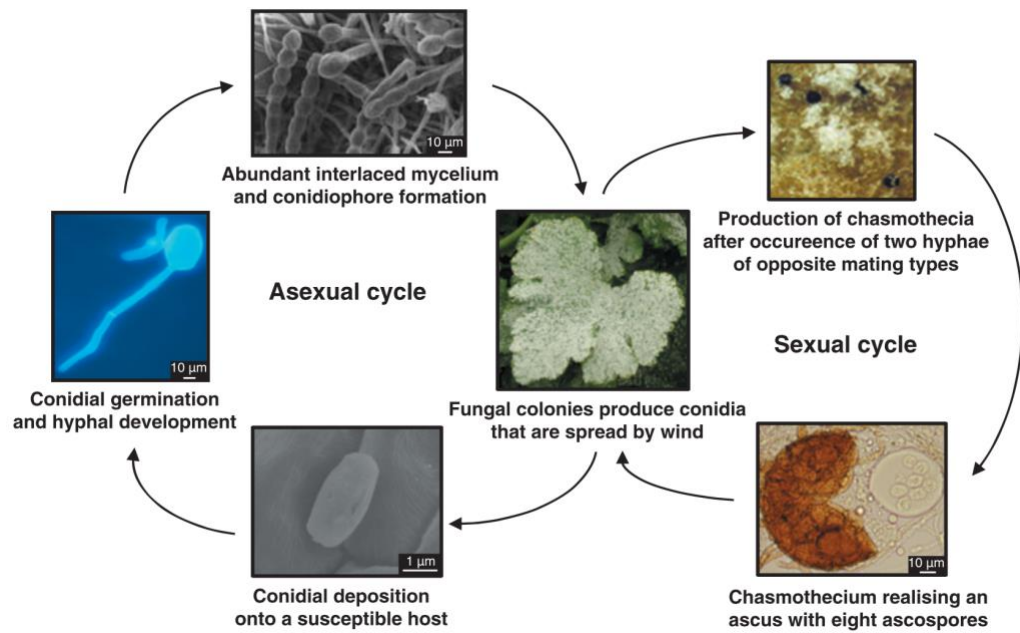 10 µm
Abundant interlaced mycelium
and conidiophore formation
Production of chasmothecia
after occureence of two hyphae
of opposite mating types
Asexual cycle
Sexual cycle
10 µm
Conidial germination
and hyphal development
Fungal colonies produce conidia
that are spread by wind
1 µm
Conidial deposition
onto a susceptible host
10 µm
Chasmothecium realising an
ascus with eight ascospores